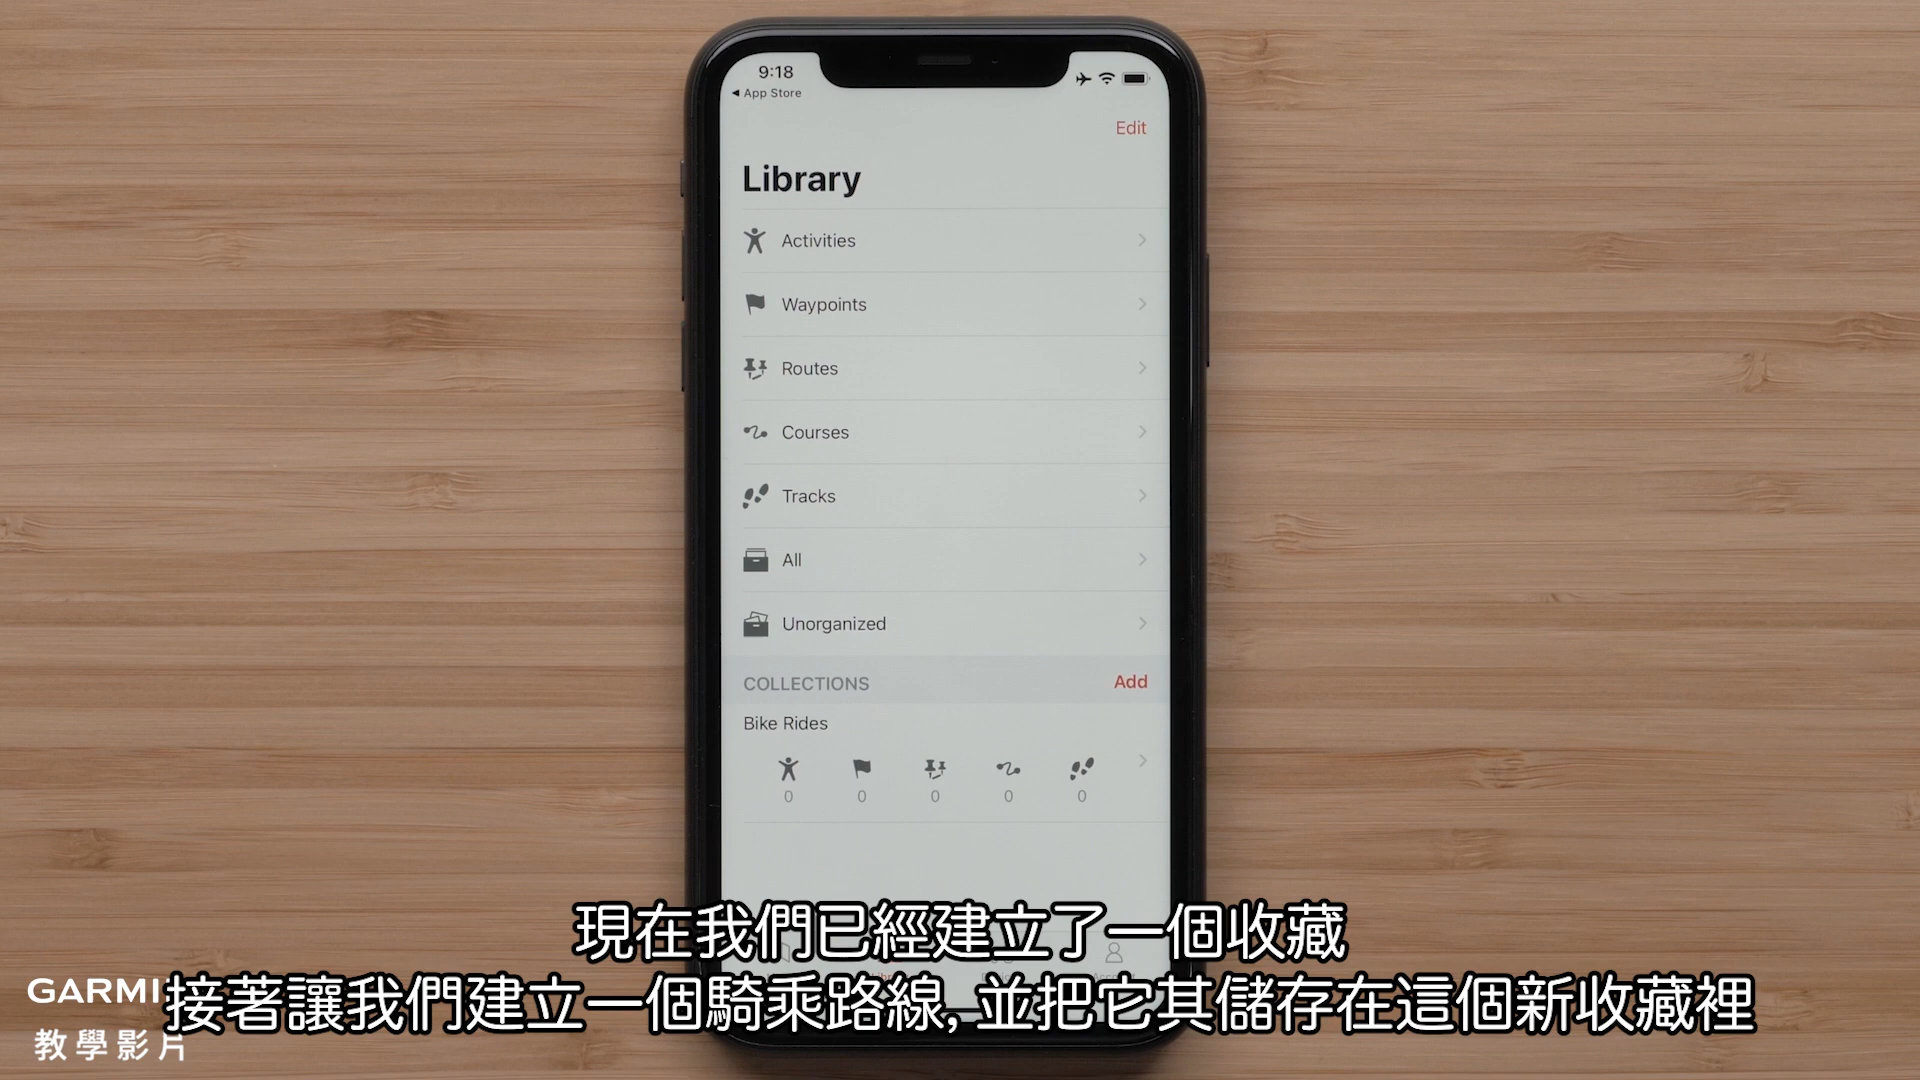 9:18
App Store
Edit
Library
Activities
Waypoints
Routes
Courses
Tracks
All
Unorganized
COLLECTIONS Add
Bike Rides
0 0 0 0 0
現在我們已經建立了一個收藏
接著讓我們建立一個騎乘路線, 並把它其儲存在這個新收藏裡
GARMI
教學影片